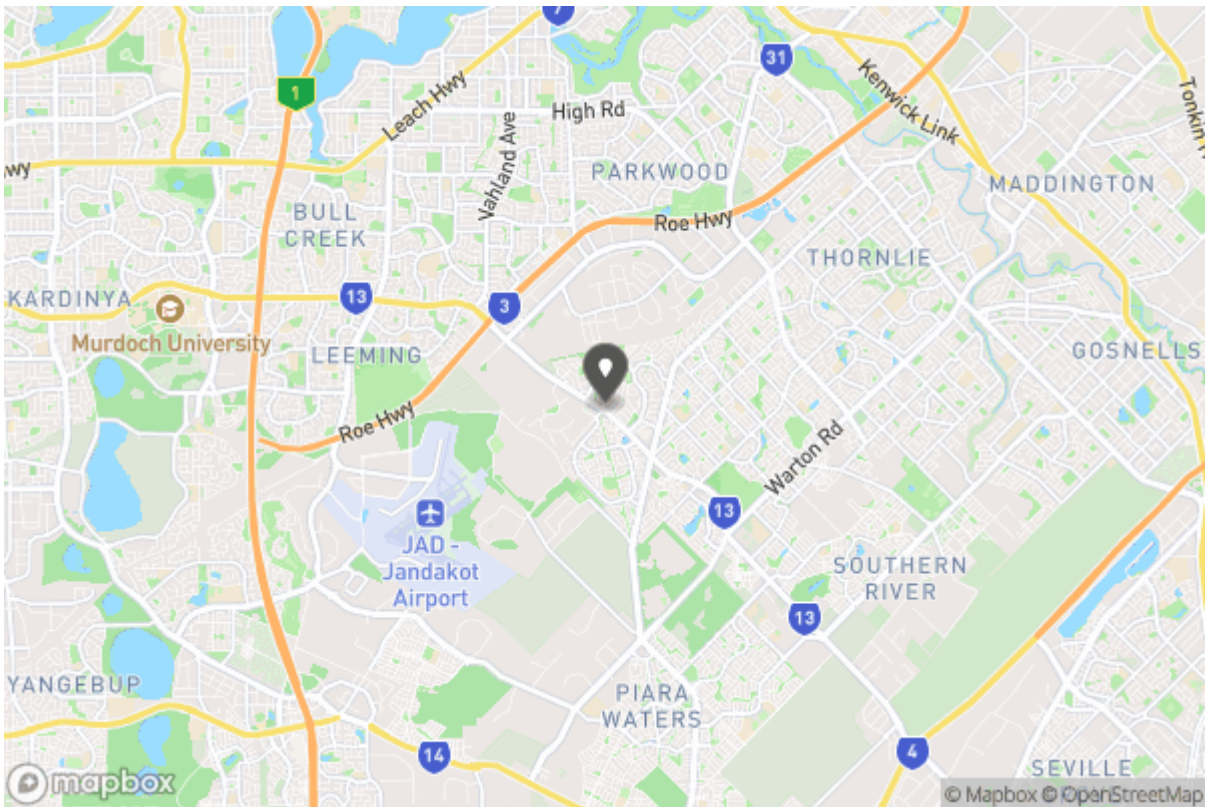 7
31
1
Leach Hwy
High Rd
Kenwick Link
Tonkin
wy
Vahland Ave
PARKWOOD
MADDINGTON
BULL
CREEK
Roe Hwy
THORNLIE
KARDINYA
13
3
Murdoch University
LEEMING
GOSNELLS
Roe Hwy
Warton Rd
13
JAD -
Jandakot
Airport
SOUTHERN
RIVER
13
YANGEBUP
PIARA
WATERS
14
4
SEVILLE
mapbox
© Mapbox © OpenStreetMap